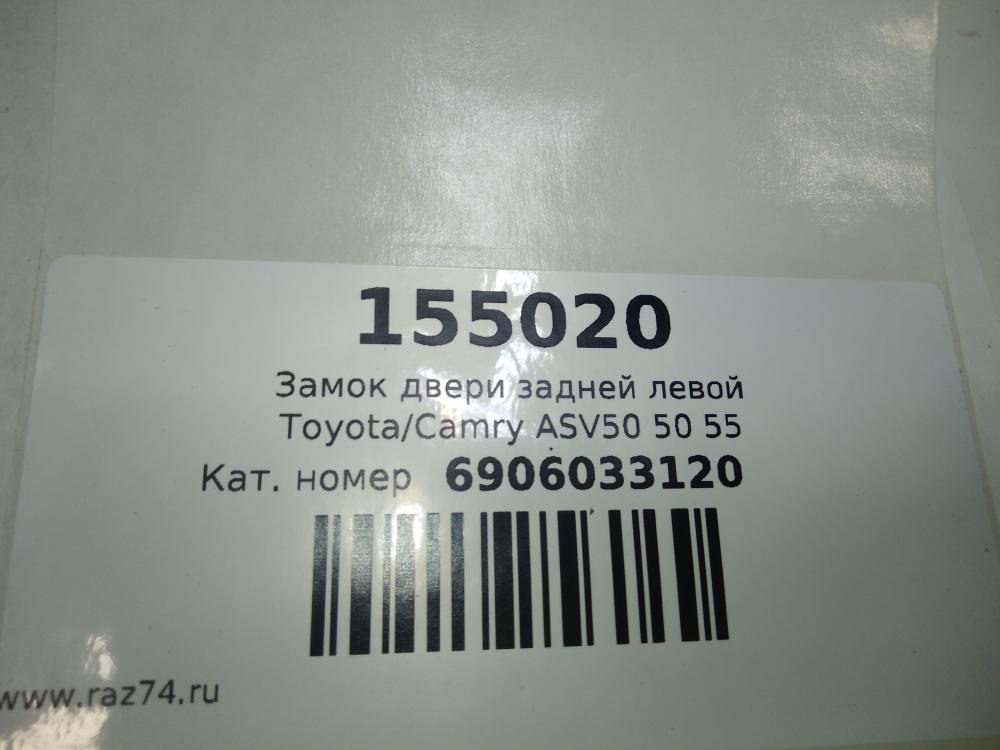 155020
Замок двери задней левой
Toyota/Camry ASV50 50 55
Кат. номер 6906033120
www.raz74.ru